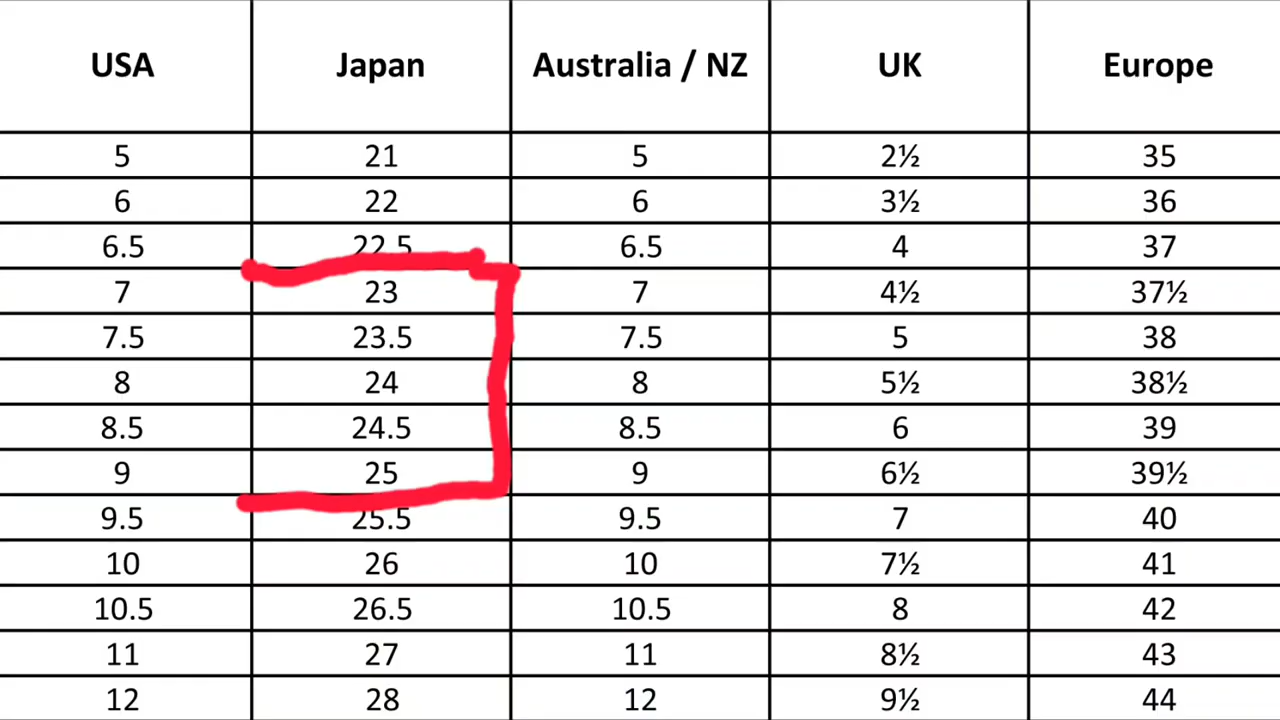 USA Japan Australia / NZ UK Europe
5 21 5 2½ 35
6 22 6 3½ 36
6.5 22.5 6.5 4 37
7 23 7 4½ 37½
7.5 23.5 7.5 5 38
8 24 8 5½ 38½
8.5 24.5 8.5 6 39
9 25 9 6½ 39½
9.5 25.5 9.5 7 40
10 26 10 7½ 41
10.5 26.5 10.5 8 42
11 27 11 8½ 43
12 28 12 9½ 44